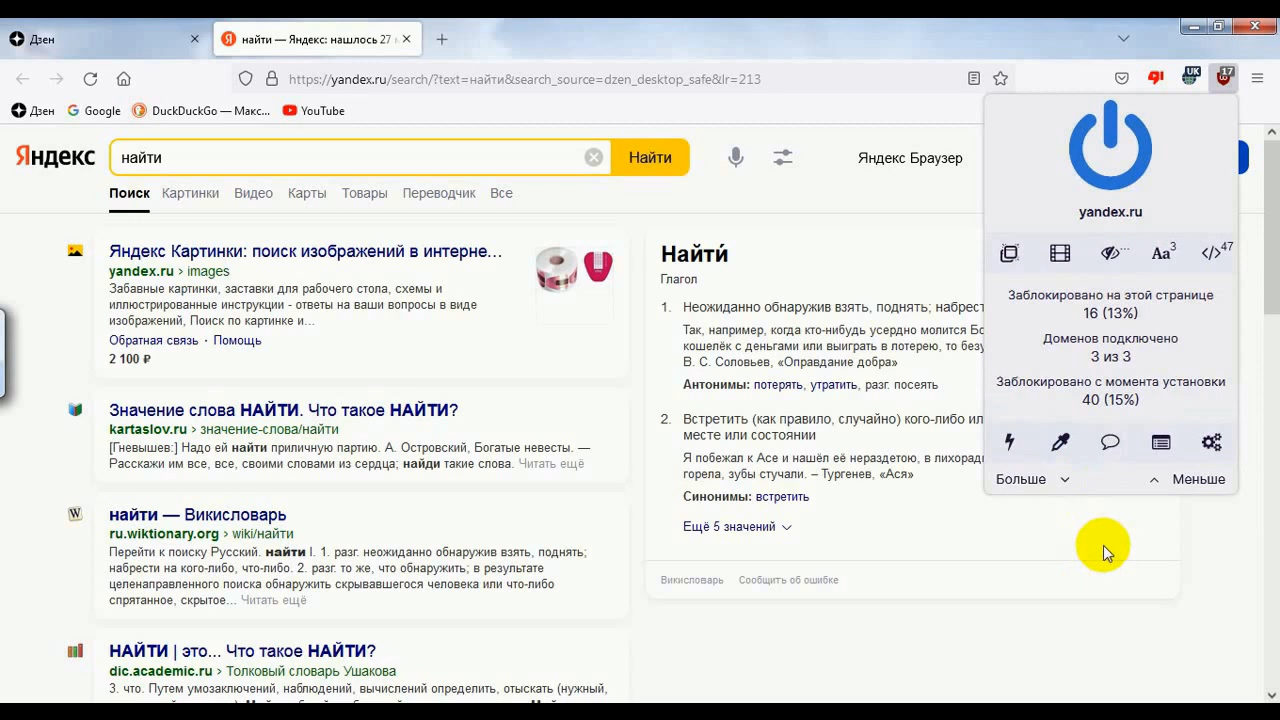 Дзен
найти — Яндекс: нашлось 27
https://yandex.ru/search/?text=найти&search_source=dzen_desktop_safe&lr=213
UK
17
Дзен
Google
DuckDuckGo — Макс...
YouTube
Яндекс
найти
Найти
Яндекс Браузер
Поиск
Картинки
Видео
Карты
Товары
Переводчик
Все
Яндекс Картинки: поиск изображений в интерне...
yandex.ru › images
Забавные картинки, заставки для рабочего стола, схемы и
иллюстрированные инструкции - ответы на ваши вопросы в виде
изображений, Поиск по картинке и...
Обратная связь · Помощь
2 100 ₽
Значение слова НАЙТИ. Что такое НАЙТИ?
kartaslov.ru › значение-слова/найти
[Гневышев:] Надо ей найти приличную партию. А. Островский, Богатые невесты. —
Расскажи им все, все, своими словами из сердца; найди такие слова. Читать ещё
найти — Викисловарь
ru.wiktionary.org › wiki/найти
Перейти к поиску Русский. найти I. 1. разг. неожиданно обнаружив взять, поднять;
набрести на кого-либо, что-либо. 2. разг. то же, что обнаружить; в результате
целенаправленного поиска обнаружить скрывавшегося человека или что-либо
спрятанное, скрытое... Читать ещё
НАЙТИ | это... Что такое НАЙТИ?
dic.academic.ru › Толковый словарь Ушакова
3. что. Путем умозаключений, наблюдений, вычислений определить, отыскать (нужный,
Найти́
Глагол
1. Неожиданно обнаружив взять, поднять; набрест
Так, например, когда кто-нибудь усердно молится Бо
кошелёк с деньгами или выиграть в лотерею, то безу
В. С. Соловьев, «Оправдание добра»
Антонимы: потерять, утратить, разг. посеять
2. Встретить (как правило, случайно) кого-либо ил
месте или состоянии
Я побежал к Асе и нашёл её нераздетою, в лихорад
горела, зубы стучали. – Тургенев, «Ася»
Синонимы: встретить
Ещё 5 значений
Викисловарь
Сообщить об ошибке
yandex.ru
Aa 3
</> 47
Заблокировано на этой странице
16 (13%)
Доменов подключено
3 из 3
Заблокировано с момента установки
40 (15%)
Больше
Меньше